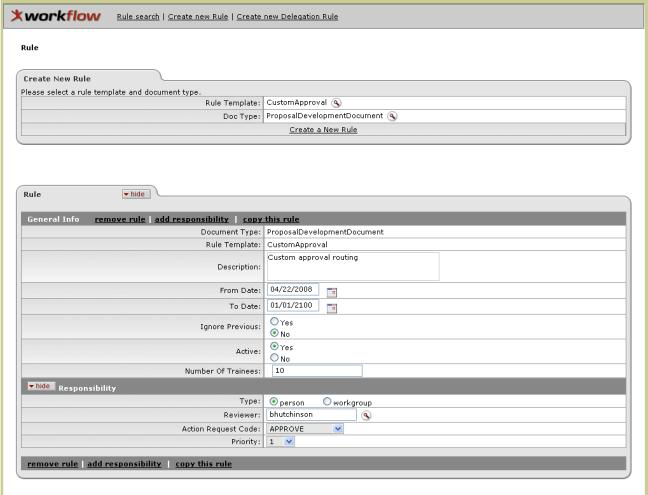 workflow Rule search | Create new Rule | Create new Delegation Rule
Rule
Create New Rule
Please select a rule template and document type.
Rule Template: CustomApproval
Doc Type: ProposalDevelopmentDocument
Create a New Rule
Rule hide
General Info remove rule | add responsibility | copy this rule
Document Type: ProposalDevelopmentDocument
Rule Template: CustomApproval
Description: Custom approval routing
From Date: 04/22/2008
To Date: 01/01/2100
Ignore Previous: Yes
No
Active: Yes
No
Number Of Trainees: 10
hide Responsibility
Type: person workgroup
Reviewer: bhutchinson
Action Request Code: APPROVE
Priority: 1
remove rule | add responsibility | copy this rule